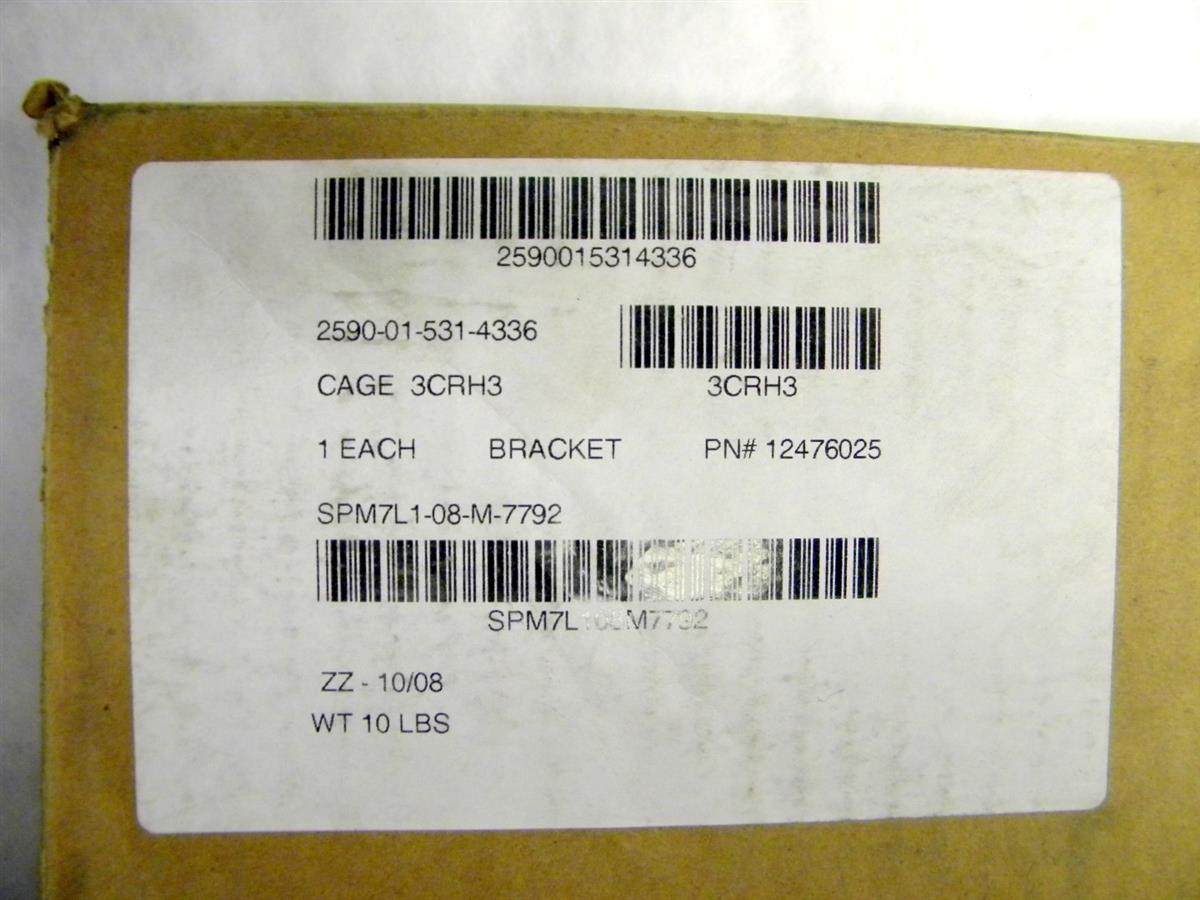 2590015314336
2590-01-531-4336
CAGE 3CRH3 3CRH3
1 EACH BRACKET PN# 12476025
SPM7L1-08-M-7792
SPM7L108M7792
ZZ - 10/08
WT 10 LBS